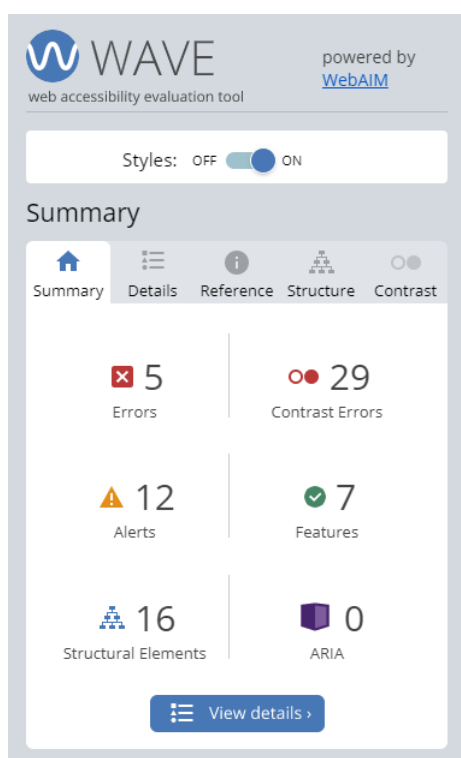 WAVE
web accessibility evaluation tool
powered by
WebAIM
Styles: OFF ON
Summary
Summary Details Reference Structure Contrast
5 29
Errors Contrast Errors
12 7
Alerts Features
16 0
Structural Elements ARIA
View details ›